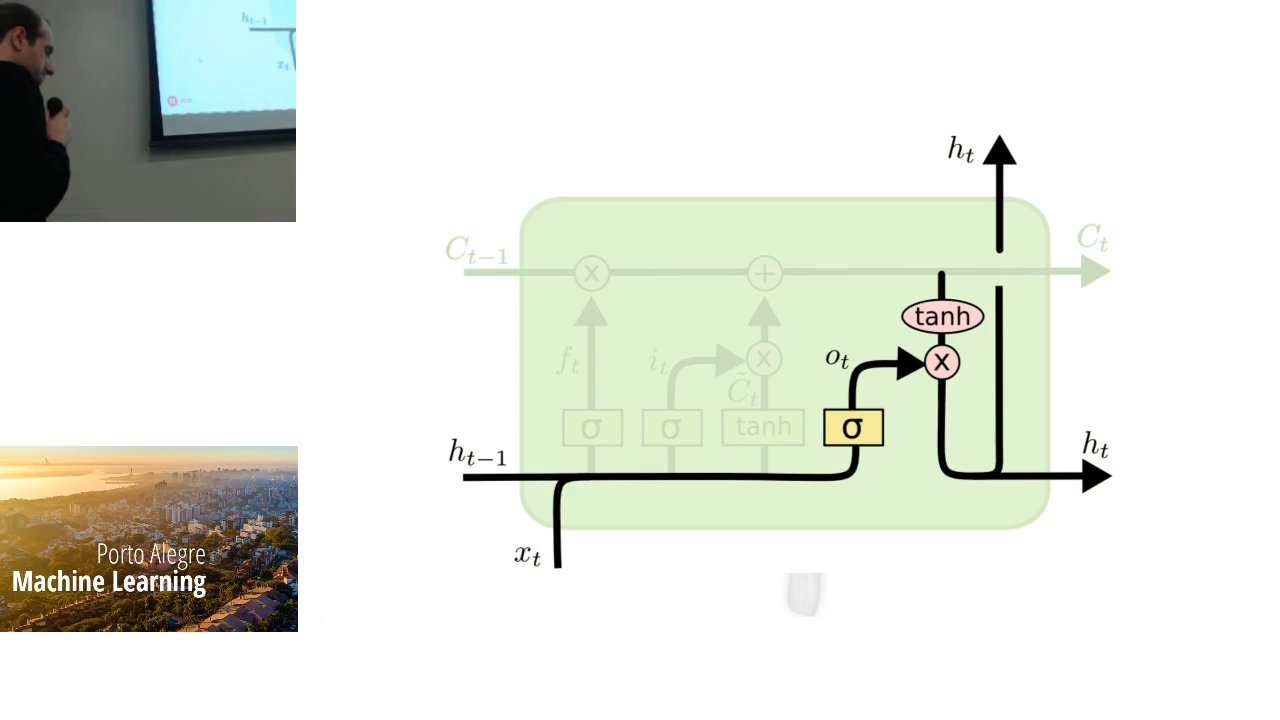 h_{t-1}
x_t
h_t
C_{t-1}
C_t
x
+
tanh
f_t
i_t
x
o_t
x
C̃_t
σ
σ
tanh
σ
h_{t-1}
h_t
x_t
Porto Alegre
Machine Learning